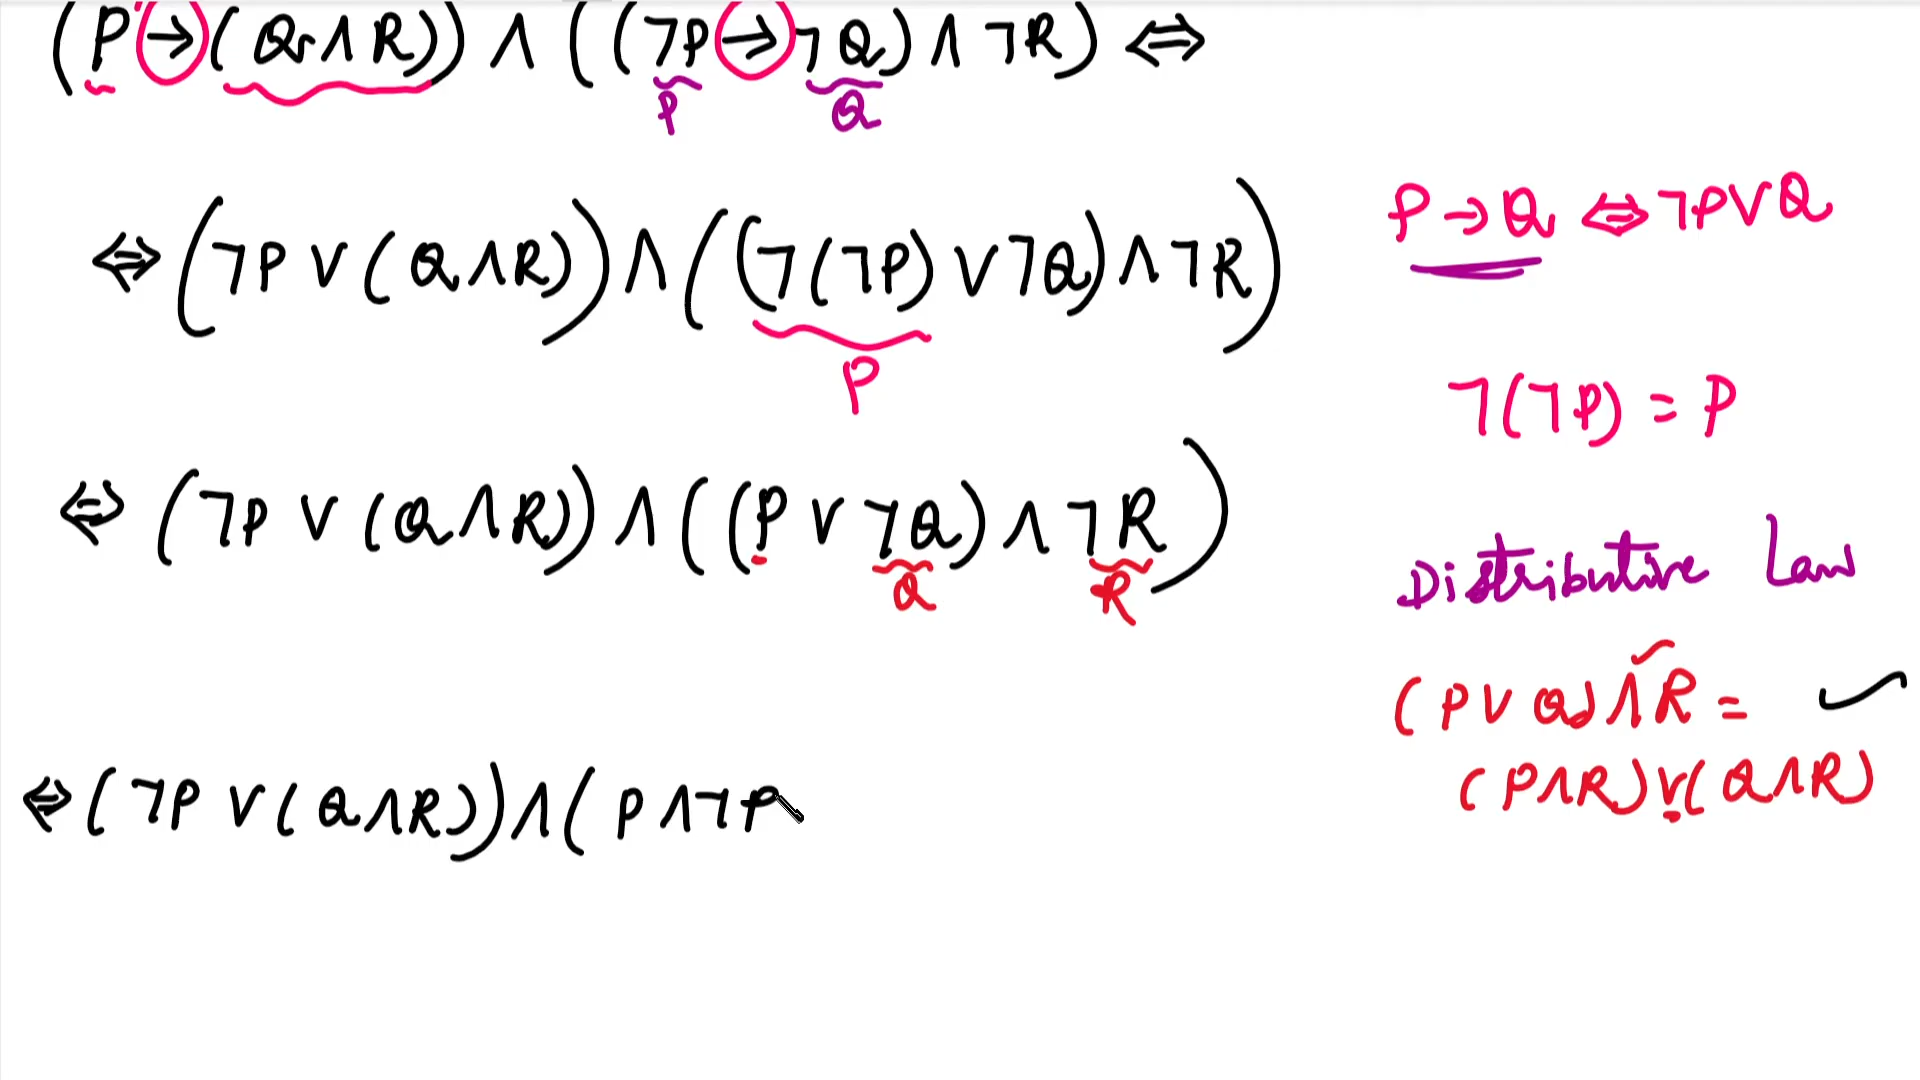 (P → (Q ∧ R)) ∧ ((¬P → ¬Q) ∧ ¬R) ⇔
P Q
⇔ (¬P ∨ (Q ∧ R)) ∧ ((¬(¬P) ∨ ¬Q) ∧ ¬R)
P
⇔ (¬P ∨ (Q ∧ R)) ∧ ((P ∨ ¬Q) ∧ ¬R)
Q R
⇔ (¬P ∨ (Q ∧ R)) ∧ (P ∧ ¬P
P → Q ⇔ ¬P ∨ Q
¬(¬P) = P
Distributive Law
(P ∨ Q) ∧ R =
(P ∧ R) ∨ (Q ∧ R)